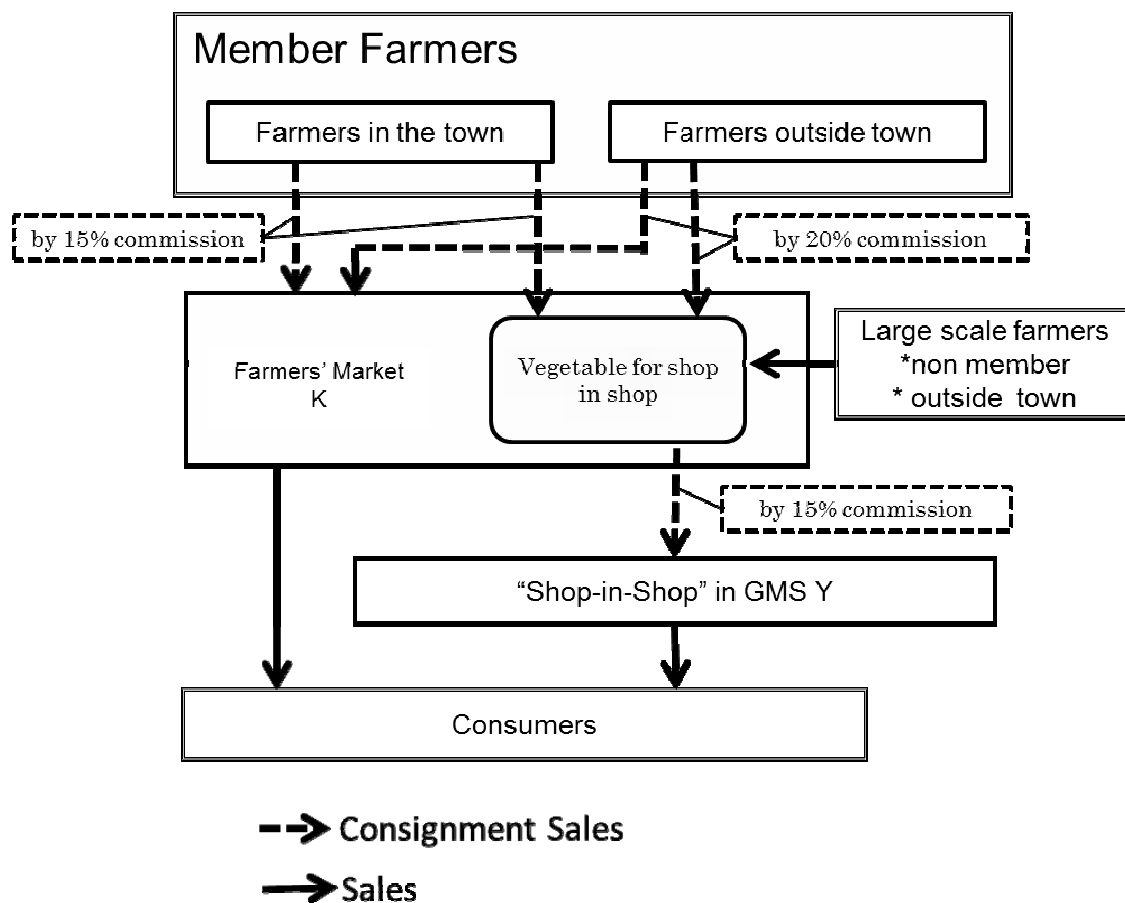 Member Farmers
Farmers in the town
Farmers outside town
by 15% commission
by 20% commission
Farmers' Market
K
Vegetable for shop
in shop
Large scale farmers
*non member
* outside town
by 15% commission
“Shop-in-Shop” in GMS Y
Consumers
Consignment Sales
Sales